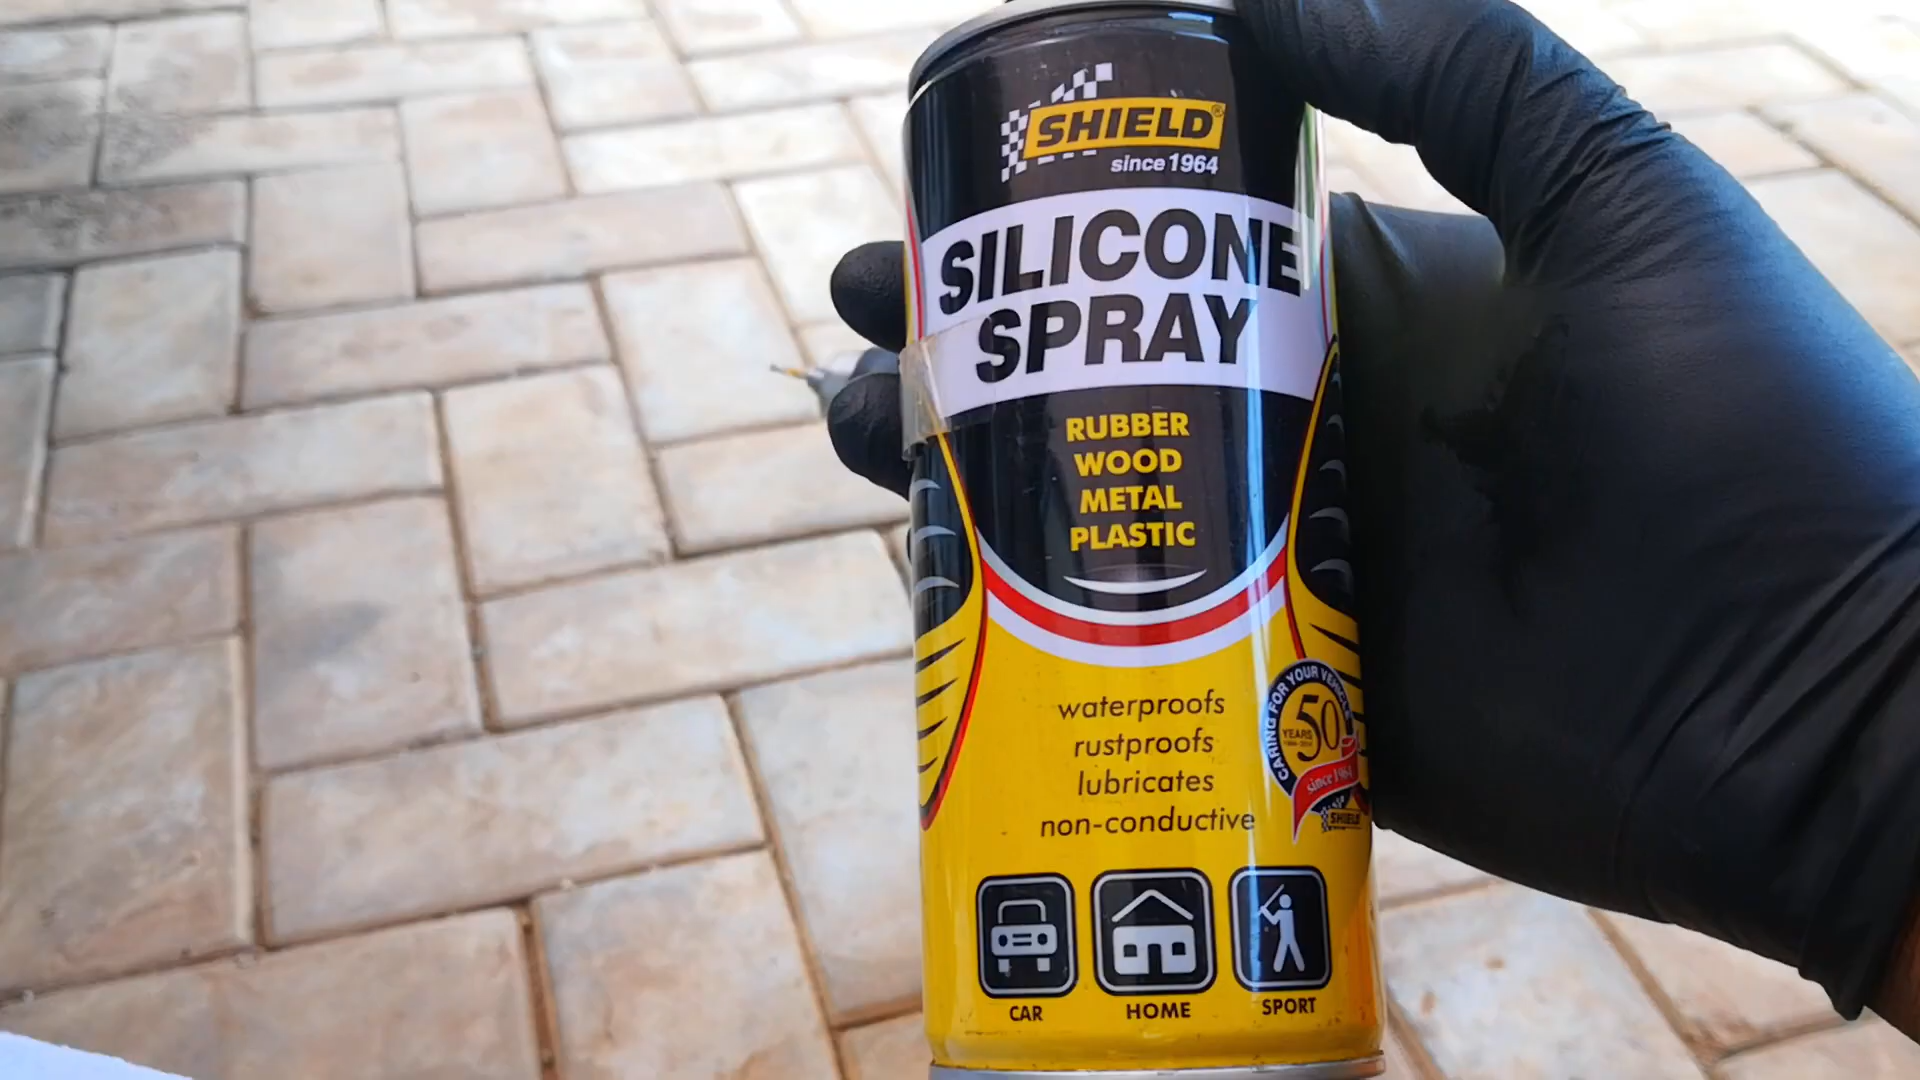 SHIELD®
since 1964
SILICONE
SPRAY
RUBBER
WOOD
METAL
PLASTIC
waterproofs
rustproofs
lubricates
non-conductive
CARING FOR YOUR VEHICLE
50
YEARS
since 1964
SHIELD
CAR
HOME
SPORT